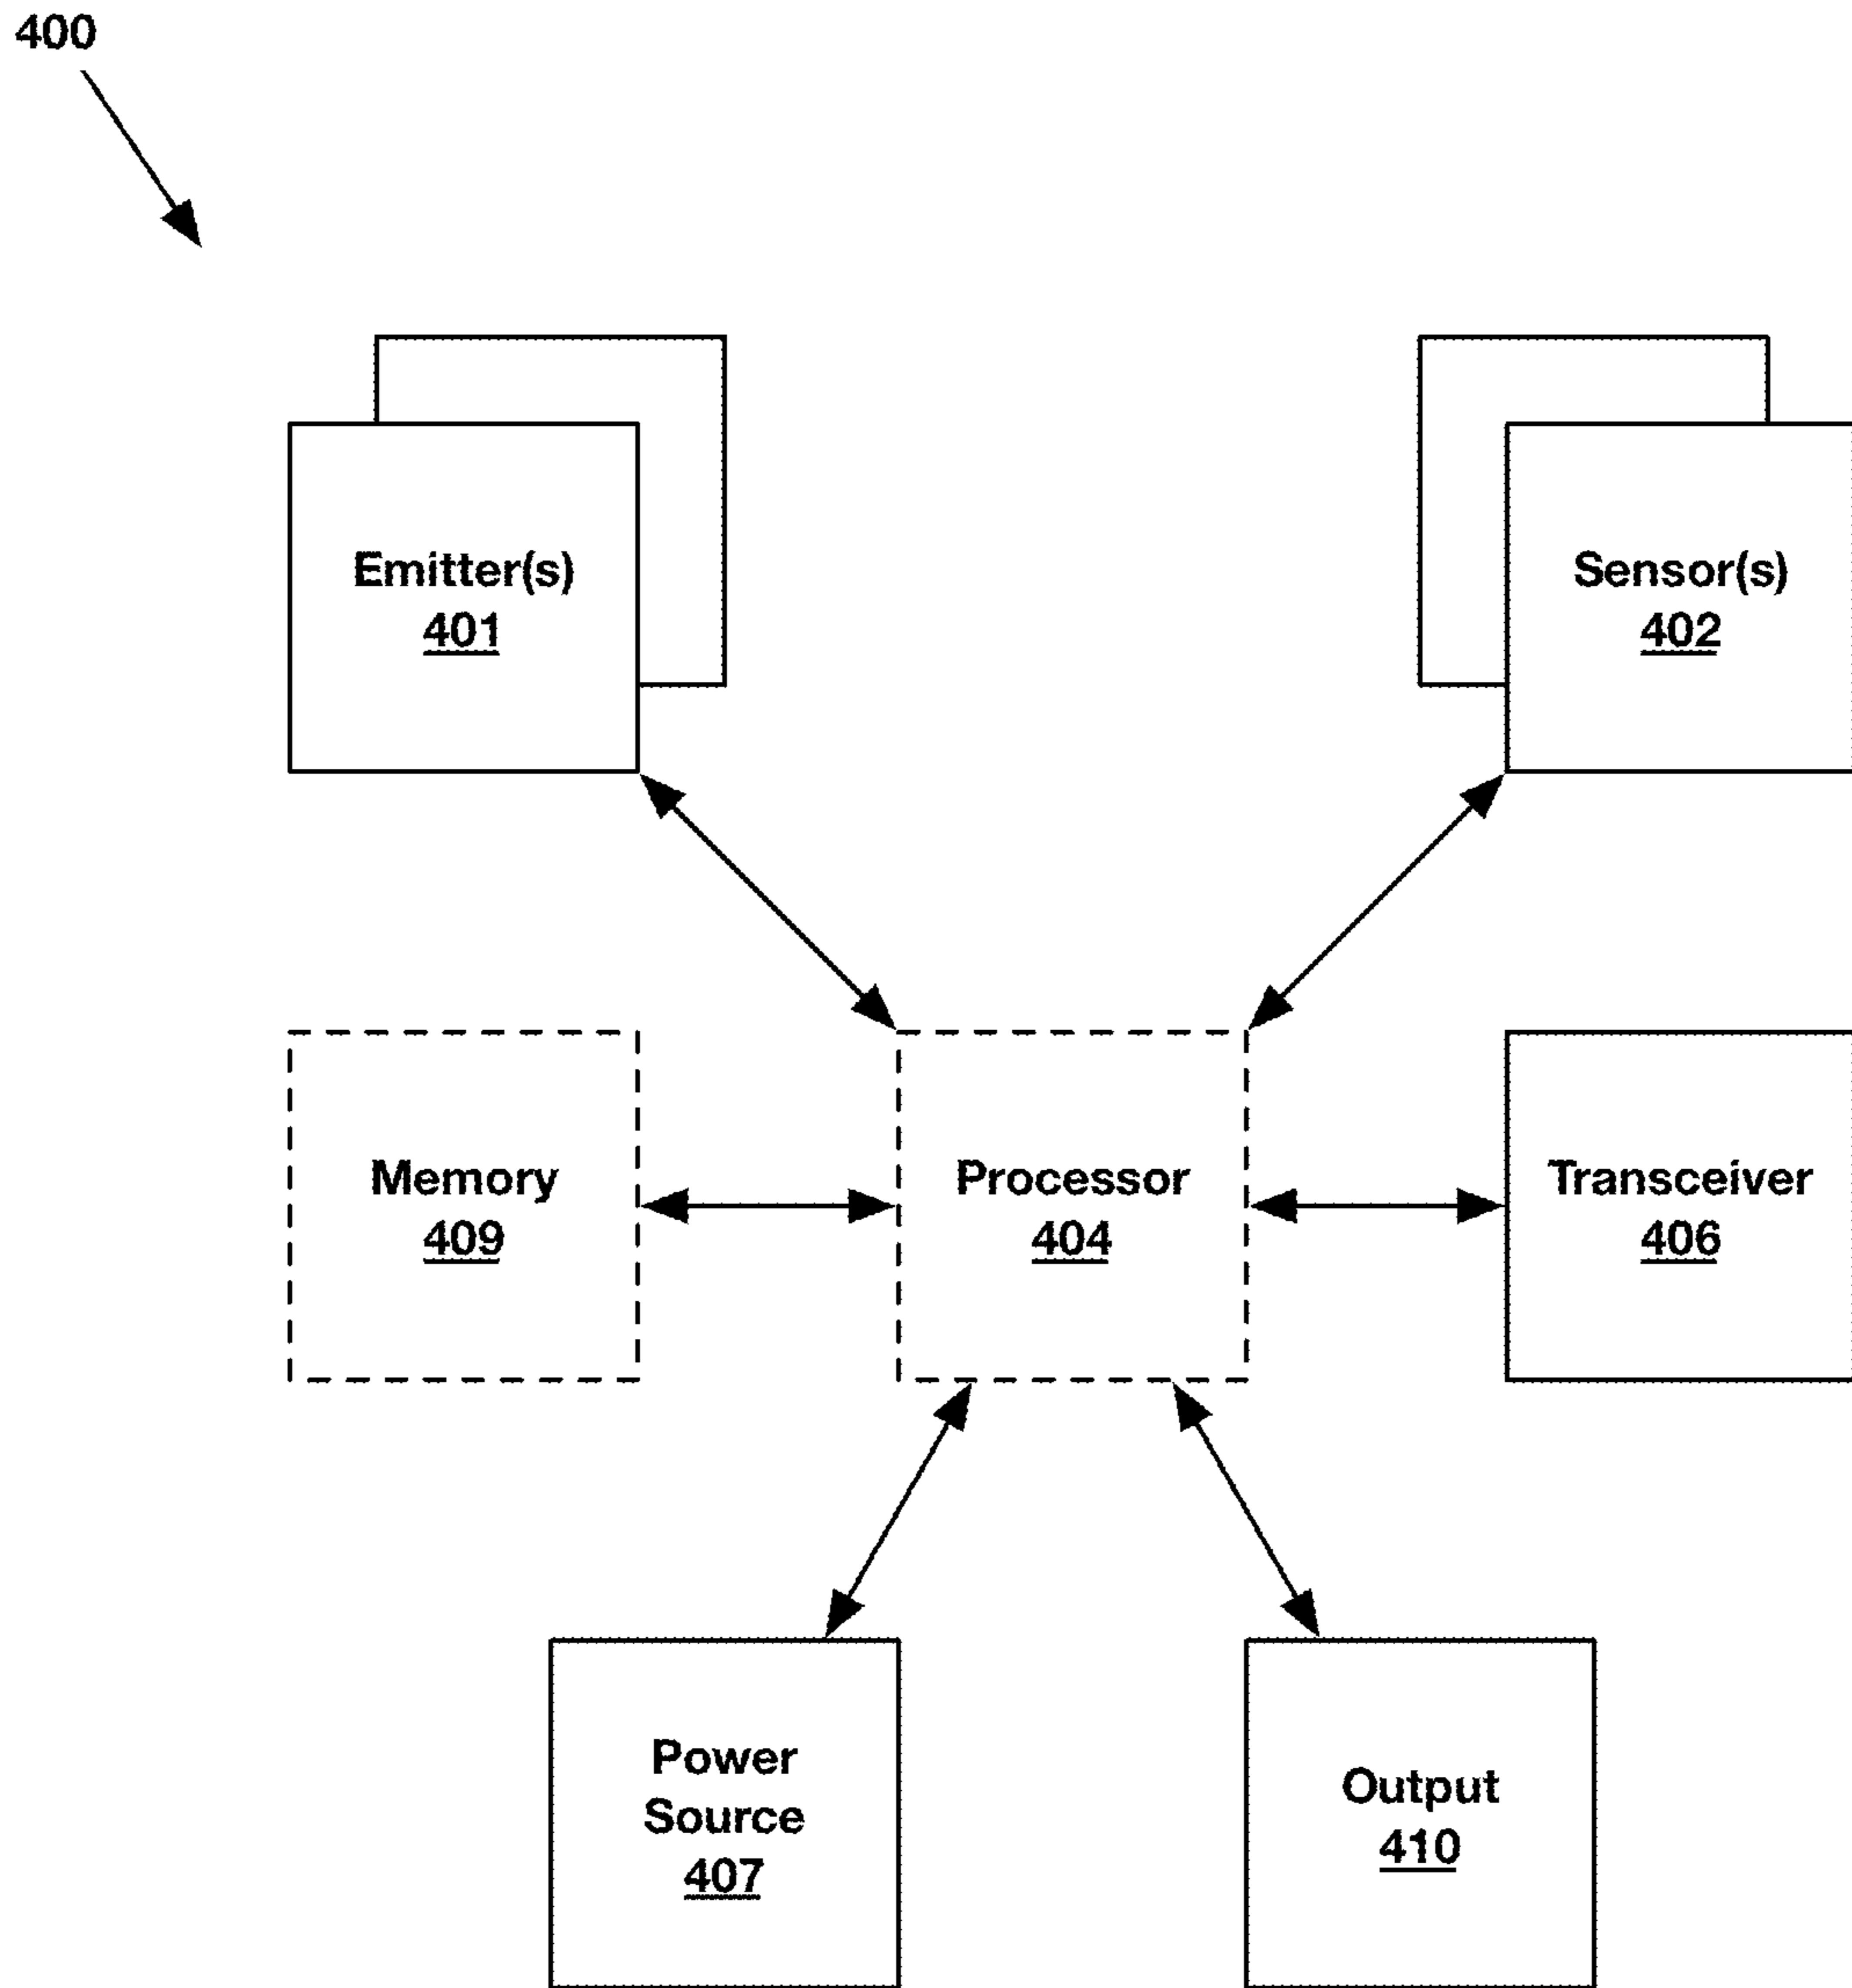 400
Emitter(s)
401
Sensor(s)
402
Memory
409
Processor
404
Transceiver
406
Power
Source
407
Output
410